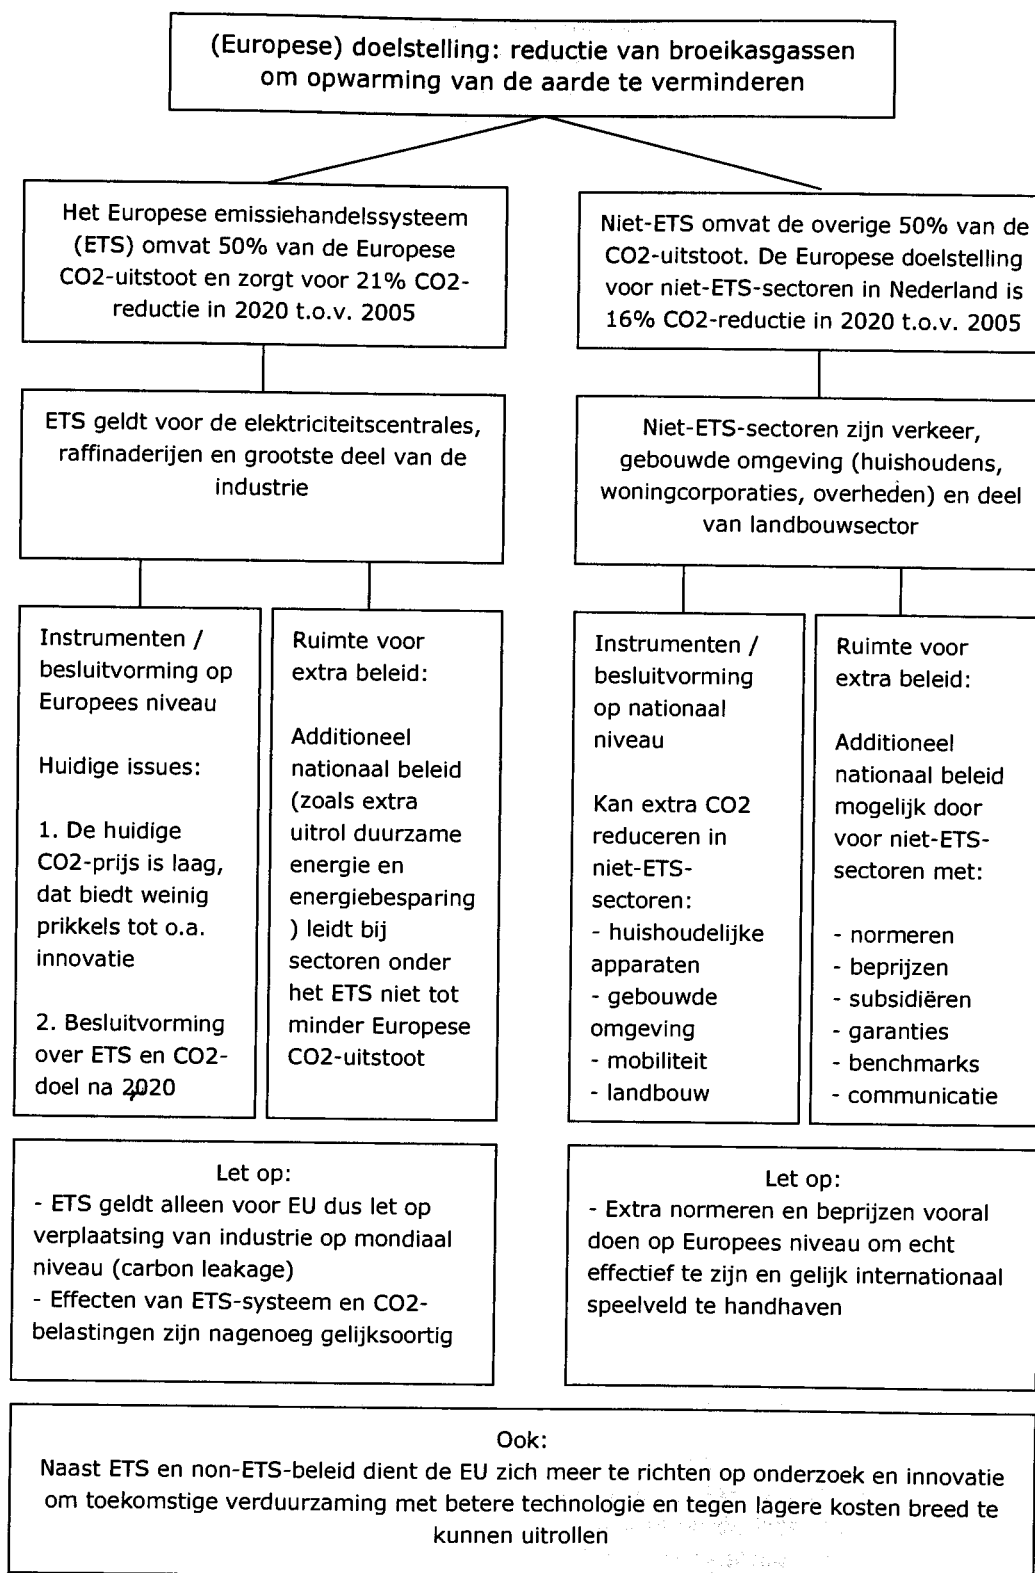 (Europese) doelstelling: reductie van broeikasgassen
om opwarming van de aarde te verminderen
Het Europese emissiehandelssysteem
(ETS) omvat 50% van de Europese
CO2-uitstoot en zorgt voor 21% CO2-
reductie in 2020 t.o.v. 2005
Niet-ETS omvat de overige 50% van de
CO2-uitstoot. De Europese doelstelling
voor niet-ETS-sectoren in Nederland is
16% CO2-reductie in 2020 t.o.v. 2005
ETS geldt voor de elektriciteitscentrales,
raffinaderijen en grootste deel van de
industrie
Niet-ETS-sectoren zijn verkeer,
gebouwde omgeving (huishoudens,
woningcorporaties, overheden) en deel
van landbouwsector
Instrumenten /
besluitvorming op
Europees niveau
Huidige issues:
1. De huidige
CO2-prijs is laag,
dat biedt weinig
prikkels tot o.a.
innovatie
2. Besluitvorming
over ETS en CO2-
doel na 2020
Ruimte voor
extra beleid:
Additioneel
nationaal beleid
(zoals extra
uitrol duurzame
energie en
energiebesparing
) leidt bij
sectoren onder
het ETS niet tot
minder Europese
CO2-uitstoot
Instrumenten /
besluitvorming
op nationaal
niveau
Kan extra CO2
reduceren in
niet-ETS-
sectoren:
- huishoudelijke
apparaten
- gebouwde
omgeving
- mobiliteit
- landbouw
Ruimte voor
extra beleid:
Additioneel
nationaal beleid
mogelijk door
voor niet-ETS-
sectoren met:
- normeren
- beprijzen
- subsidiëren
- garanties
- benchmarks
- communicatie
Let op:
- ETS geldt alleen voor EU dus let op
verplaatsing van industrie op mondiaal
niveau (carbon leakage)
- Effecten van ETS-systeem en CO2-
belastingen zijn nagenoeg gelijksoortig
Let op:
- Extra normeren en beprijzen vooral
doen op Europees niveau om echt
effectief te zijn en gelijk internationaal
speelveld te handhaven
Ook:
Naast ETS en non-ETS-beleid dient de EU zich meer te richten op onderzoek en innovatie
om toekomstige verduurzaming met betere technologie en tegen lagere kosten breed te
kunnen uitrollen